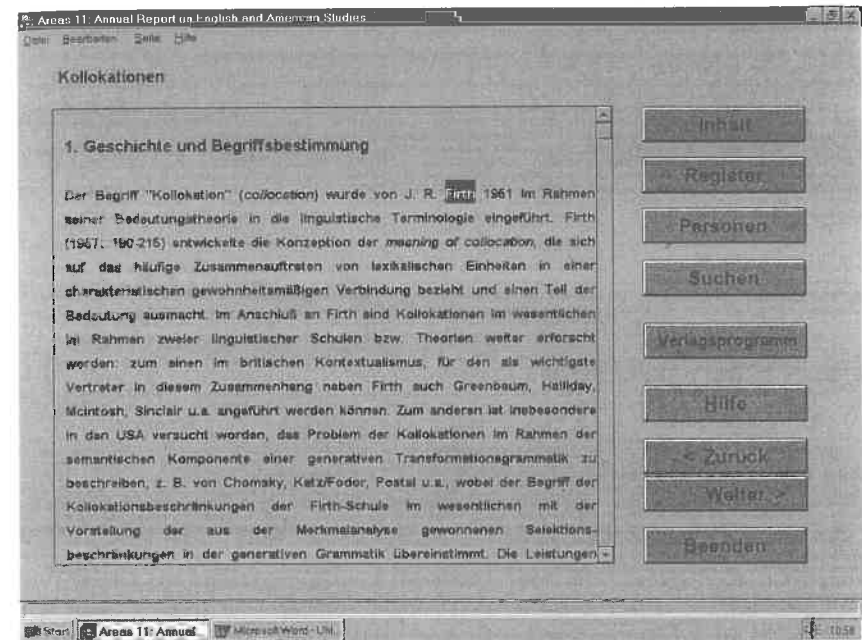 Areas 11: Annual Report on English and American Studies
Datei Bearbeiten Seite Hilfe
Kollokationen
1. Geschichte und Begriffsbestimmung
Der Begriff "Kollokation" (collocation) wurde von J. R. Firth 1951 im Rahmen
seiner Bedeutungstheorie in die linguistische Terminologie eingeführt. Firth
(1957: 190-215) entwickelte die Konzeption der meaning of collocation, die sich
auf das häufige Zusammenauftreten von lexikalischen Einheiten in einer
charakteristischen gewohnheitsmäßigen Verbindung bezieht und einen Teil der
Bedeutung ausmacht. Im Anschluß an Firth sind Kollokationen im wesentlichen
im Rahmen zweier linguistischer Schulen bzw. Theorien weiter erforscht
worden: zum einen im britischen Kontextualismus, für den als wichtigste
Vertreter in diesem Zusammenhang neben Firth auch Greenbaum, Halliday,
Mcintosh, Sinclair u.a. angeführt werden können. Zum anderen ist insbesondere
in den USA versucht worden, das Problem der Kollokationen im Rahmen der
semantischen Komponente einer generativen Transformationsgrammatik zu
beschreiben, z. B. von Chomsky, Katz/Fodor, Postal u.a., wobei der Begriff der
Kollokationsbeschränkungen der Firth-Schule im wesentlichen mit der
Vorstellung der aus der Merkmalanalyse gewonnenen Selektions-
beschränkungen in der generativen Grammatik übereinstimmt. Die Leistungen
Inhalt
Register
Personen
Suchen
Verlagsprogramm
Hilfe
< Zurück
Weiter >
Beenden
Start Areas 11: Annual... Microsoft Word - Uni... 10:58